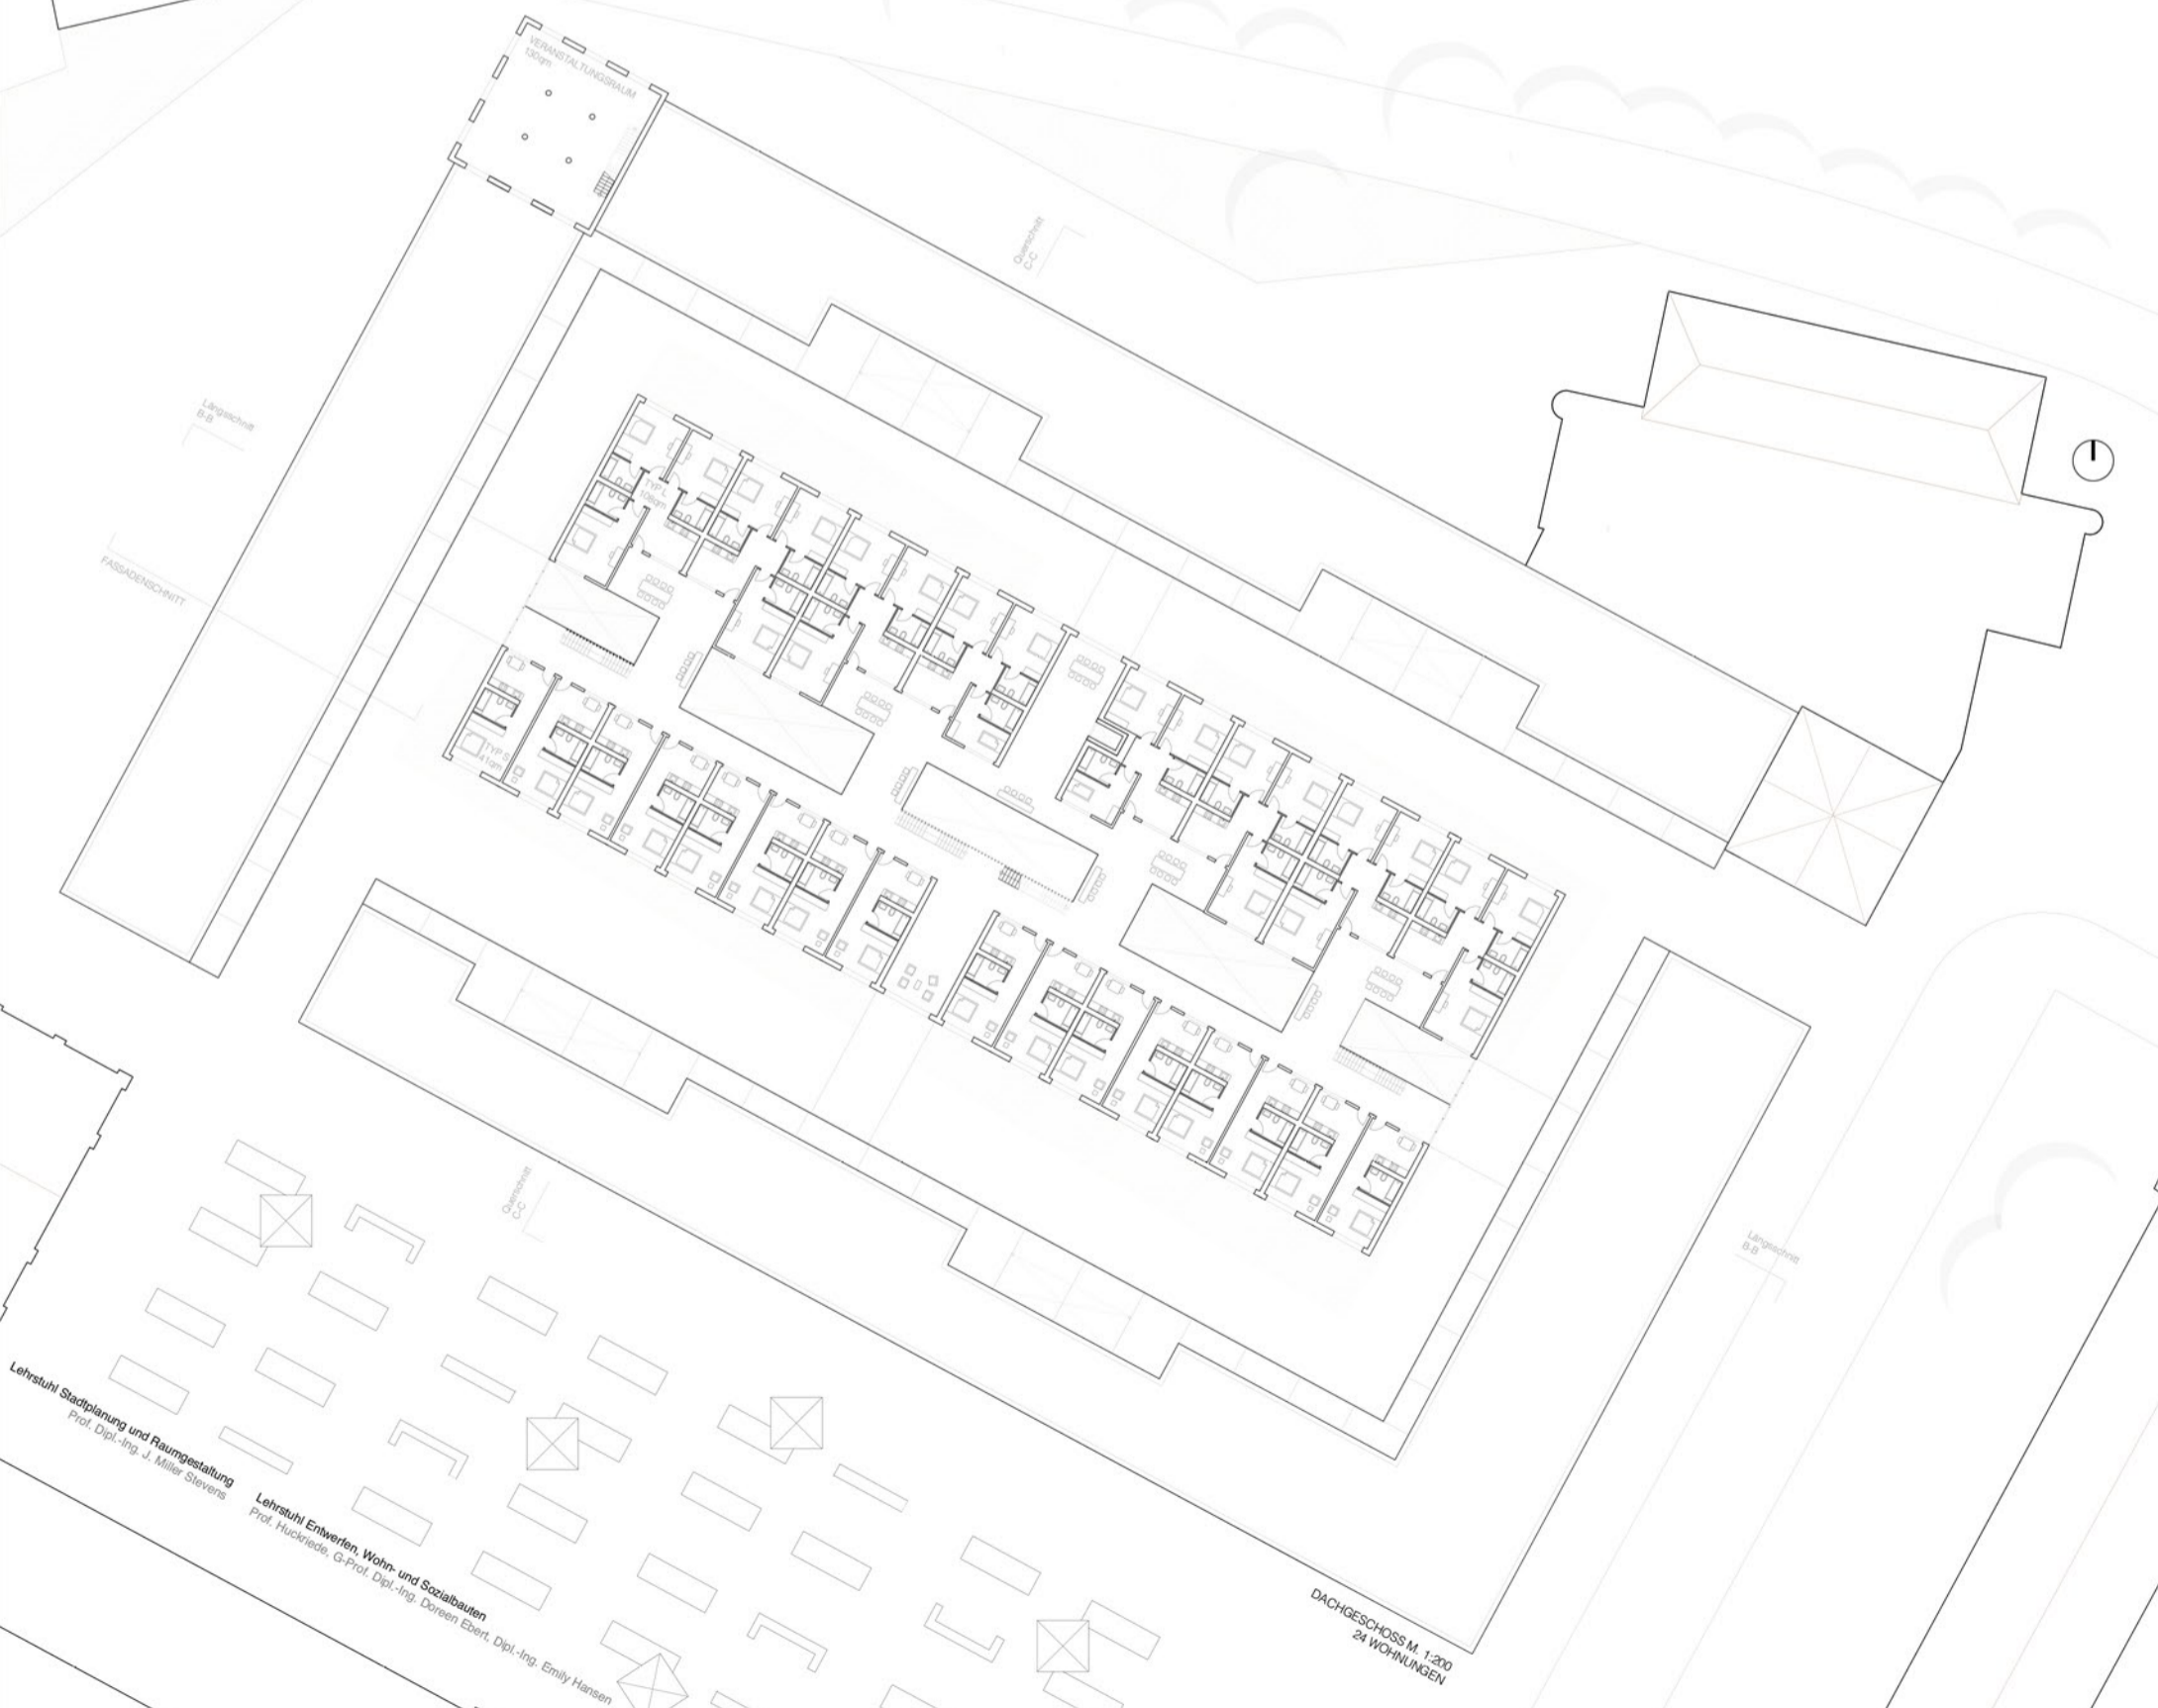 VERANSTALTUNGSRAUM
130qm
Querschnitt
C-C
Längsschnitt
B-B
TYP L
108qm
FASSADENSCHNITT
TYP S
41qm
Querschnitt
C-C
Längsschnitt
B-B
Lehrstuhl Stadtplanung und Raumgestaltung
Prof. Dipl.-Ing. J. Miller Stevens
Lehrstuhl Entwerfen, Wohn- und Sozialbauten
Prof. Huckriede, G-Prof. Dipl.-Ing. Doreen Ebert, Dipl.-Ing. Emily Hansen
DACHGESCHOSS M. 1:200
24 WOHNUNGEN